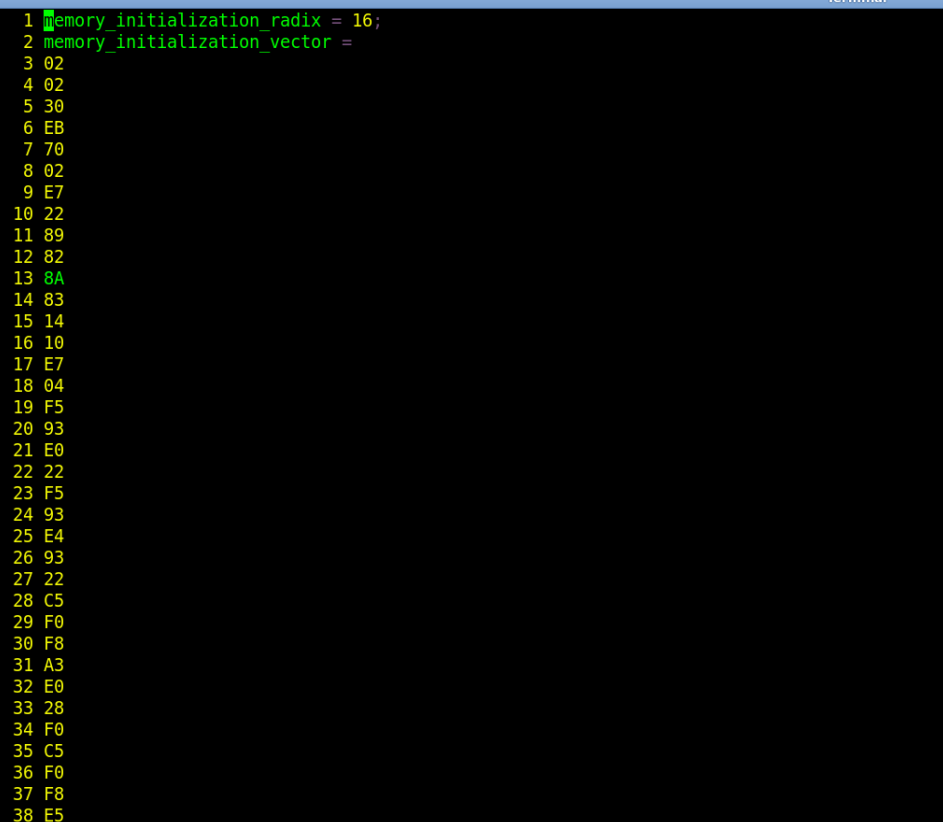 1 memory_initialization_radix = 16;
2 memory_initialization_vector =
3 02
4 02
5 30
6 EB
7 70
8 02
9 E7
10 22
11 89
12 82
13 8A
14 83
15 14
16 10
17 E7
18 04
19 F5
20 93
21 E0
22 22
23 F5
24 93
25 E4
26 93
27 22
28 C5
29 F0
30 F8
31 A3
32 E0
33 28
34 F0
35 C5
36 F0
37 F8
38 E5